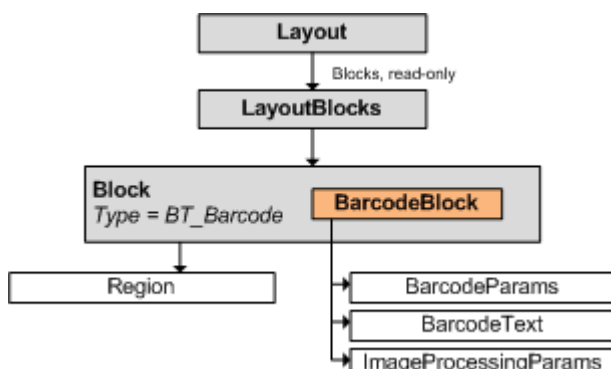 Layout
Blocks, read-only
LayoutBlocks
Block
Type = BT_Barcode
BarcodeBlock
Region
BarcodeParams
BarcodeText
ImageProcessingParams